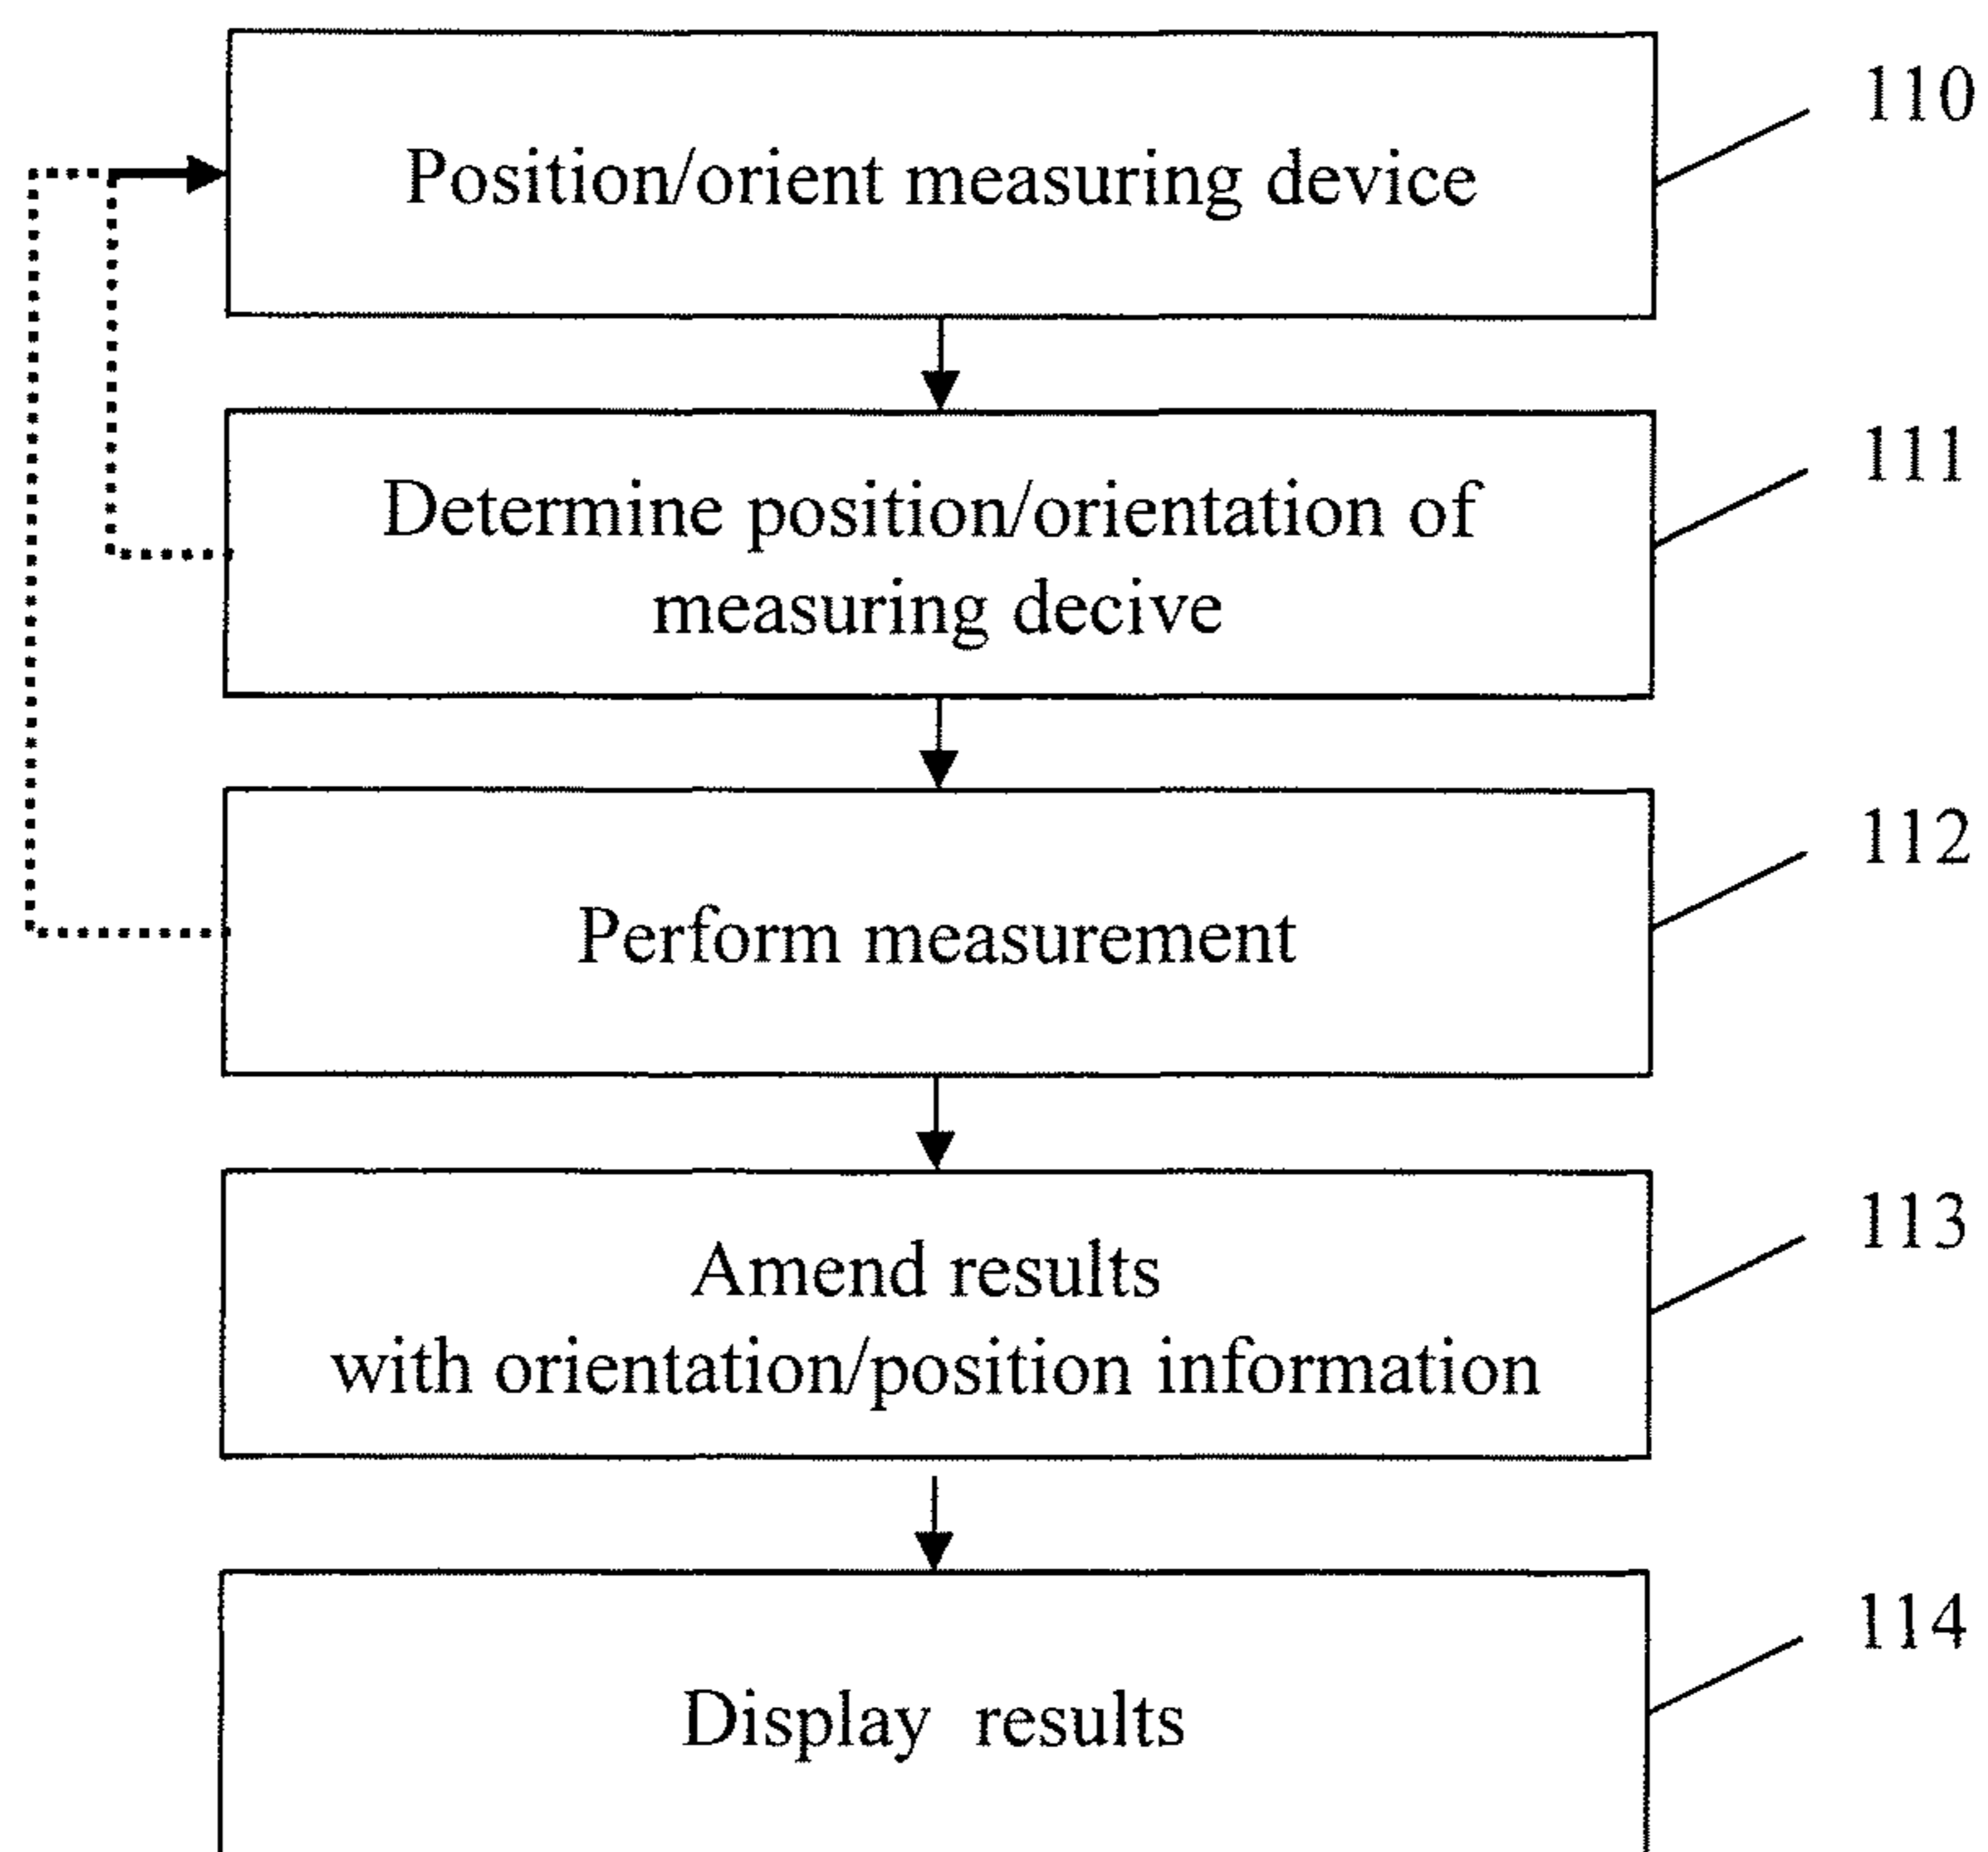 110
Position/orient measuring device
111
Determine position/orientation of
measuring decive
112
Perform measurement
113
Amend results
with orientation/position information
114
Display results